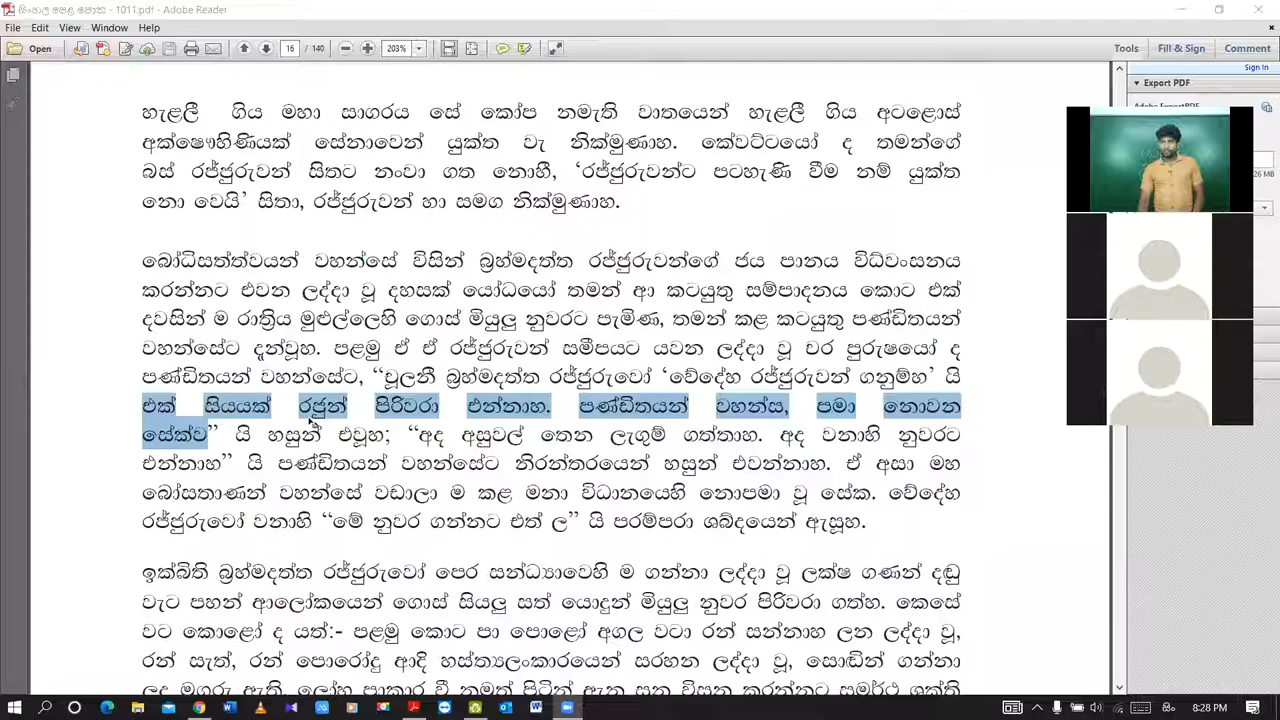 සිංහල පෙළ පොත - 1011.pdf - Adobe Reader
File Edit View Window Help
Open 16 / 140 203% Tools Fill & Sign Comment
Sign In
Export PDF
Adobe ExportPDF
26 MB
හැළලී ගිය මහා සාගරය සේ කෝප නමැති වාතයෙන් හැළලී ගිය අටළොස්
අක්ෂෞහිණියක් සේනාවෙන් යුක්ත වැ නික්මුණාහ. කේවට්ටයෝ ද තමන්ගේ
බස් රජ්ජුරුවන් සිතට නංවා ගත නොහී, ‘රජ්ජුරුවන්ට පටහැණි වීම නම් යුක්ත
නො වෙයි’ සිතා, රජ්ජුරුවන් හා සමග නික්මුණාහ.
බෝධිසත්ත්වයන් වහන්සේ විසින් බ්‍රහ්මදත්ත රජ්ජුරුවන්ගේ ජය පානය විධ්වංසනය
කරන්නට එවන ලද්දා වූ දහසක් යෝධයෝ තමන් ආ කටයුතු සම්පාදනය කොට එක්
දවසින් ම රාත්‍රිය මුළුල්ලෙහි ගොස් මියුලු නුවරට පැමිණ, තමන් කළ කටයුතු පණ්ඩිතයන්
වහන්සේට දැන්වූහ. පළමු ඒ ඒ රජ්ජුරුවන් සමීපයට යවන ලද්දා වූ චර පුරුෂයෝ ද
පණ්ඩිතයන් වහන්සේට, “චූලනී බ්‍රහ්මදත්ත රජ්ජුරුවෝ ‘වේදේහ රජ්ජුරුවන් ගනුම්හ’ යි
එක් සියයක් රජුන් පිරිවරා එන්නාහ. පණ්ඩිතයන් වහන්ස, පමා නොවන
සේක්ව” යි හසුන් එවූහ; “අද අසුවල් තෙන ලැගුම් ගත්තාහ. අද වනාහි නුවරට
එන්නාහ” යි පණ්ඩිතයන් වහන්සේට නිරන්තරයෙන් හසුන් එවන්නාහ. ඒ අසා මහ
බෝසතාණන් වහන්සේ වඩාලා ම කළ මනා විධානයෙහි නොපමා වූ සේක. වේදේහ
රජ්ජුරුවෝ වනාහි “මේ නුවර ගන්නට එත් ල” යි පරම්පරා ශබ්දයෙන් ඇසූහ.
ඉක්බිති බ්‍රහ්මදත්ත රජ්ජුරුවෝ පෙර සන්ධ්‍යාවෙහි ම ගන්නා ලද්දා වූ ලක්ෂ ගණන් දඬු
වැට පහන් ආලෝකයෙන් ගොස් සියලු සත් යොදුන් මියුලු නුවර පිරිවරා ගත්හ. කෙසේ
වට කොළෝ ද යත්:- පළමු කොට පා පොළෝ අගල වටා රන් සන්නාහ ලන ලද්දා වූ,
රන් සැත්, රන් පොරෝදු ආදි හස්ත්‍යලංකාරයෙන් සරහන ලද්දා වූ, සොඬින් ගන්නා
8:28 PM